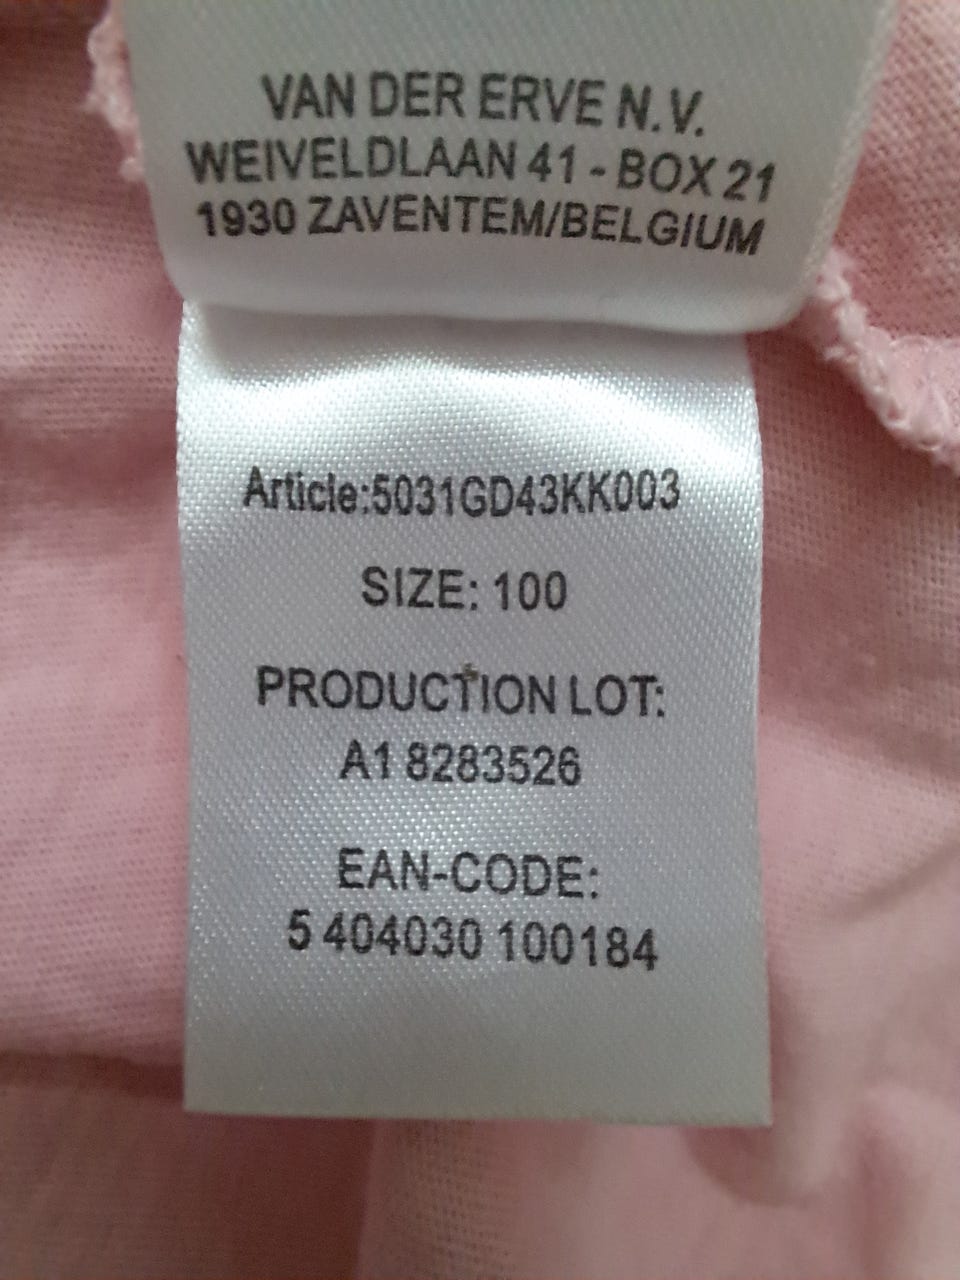 VAN DER ERVE N.V.
WEIVELDLAAN 41 - BOX 21
1930 ZAVENTEM/BELGIUM
Article:5031GD43KK003
SIZE: 100
PRODUCTION LOT:
A1 8283526
EAN-CODE:
5 404030 100184